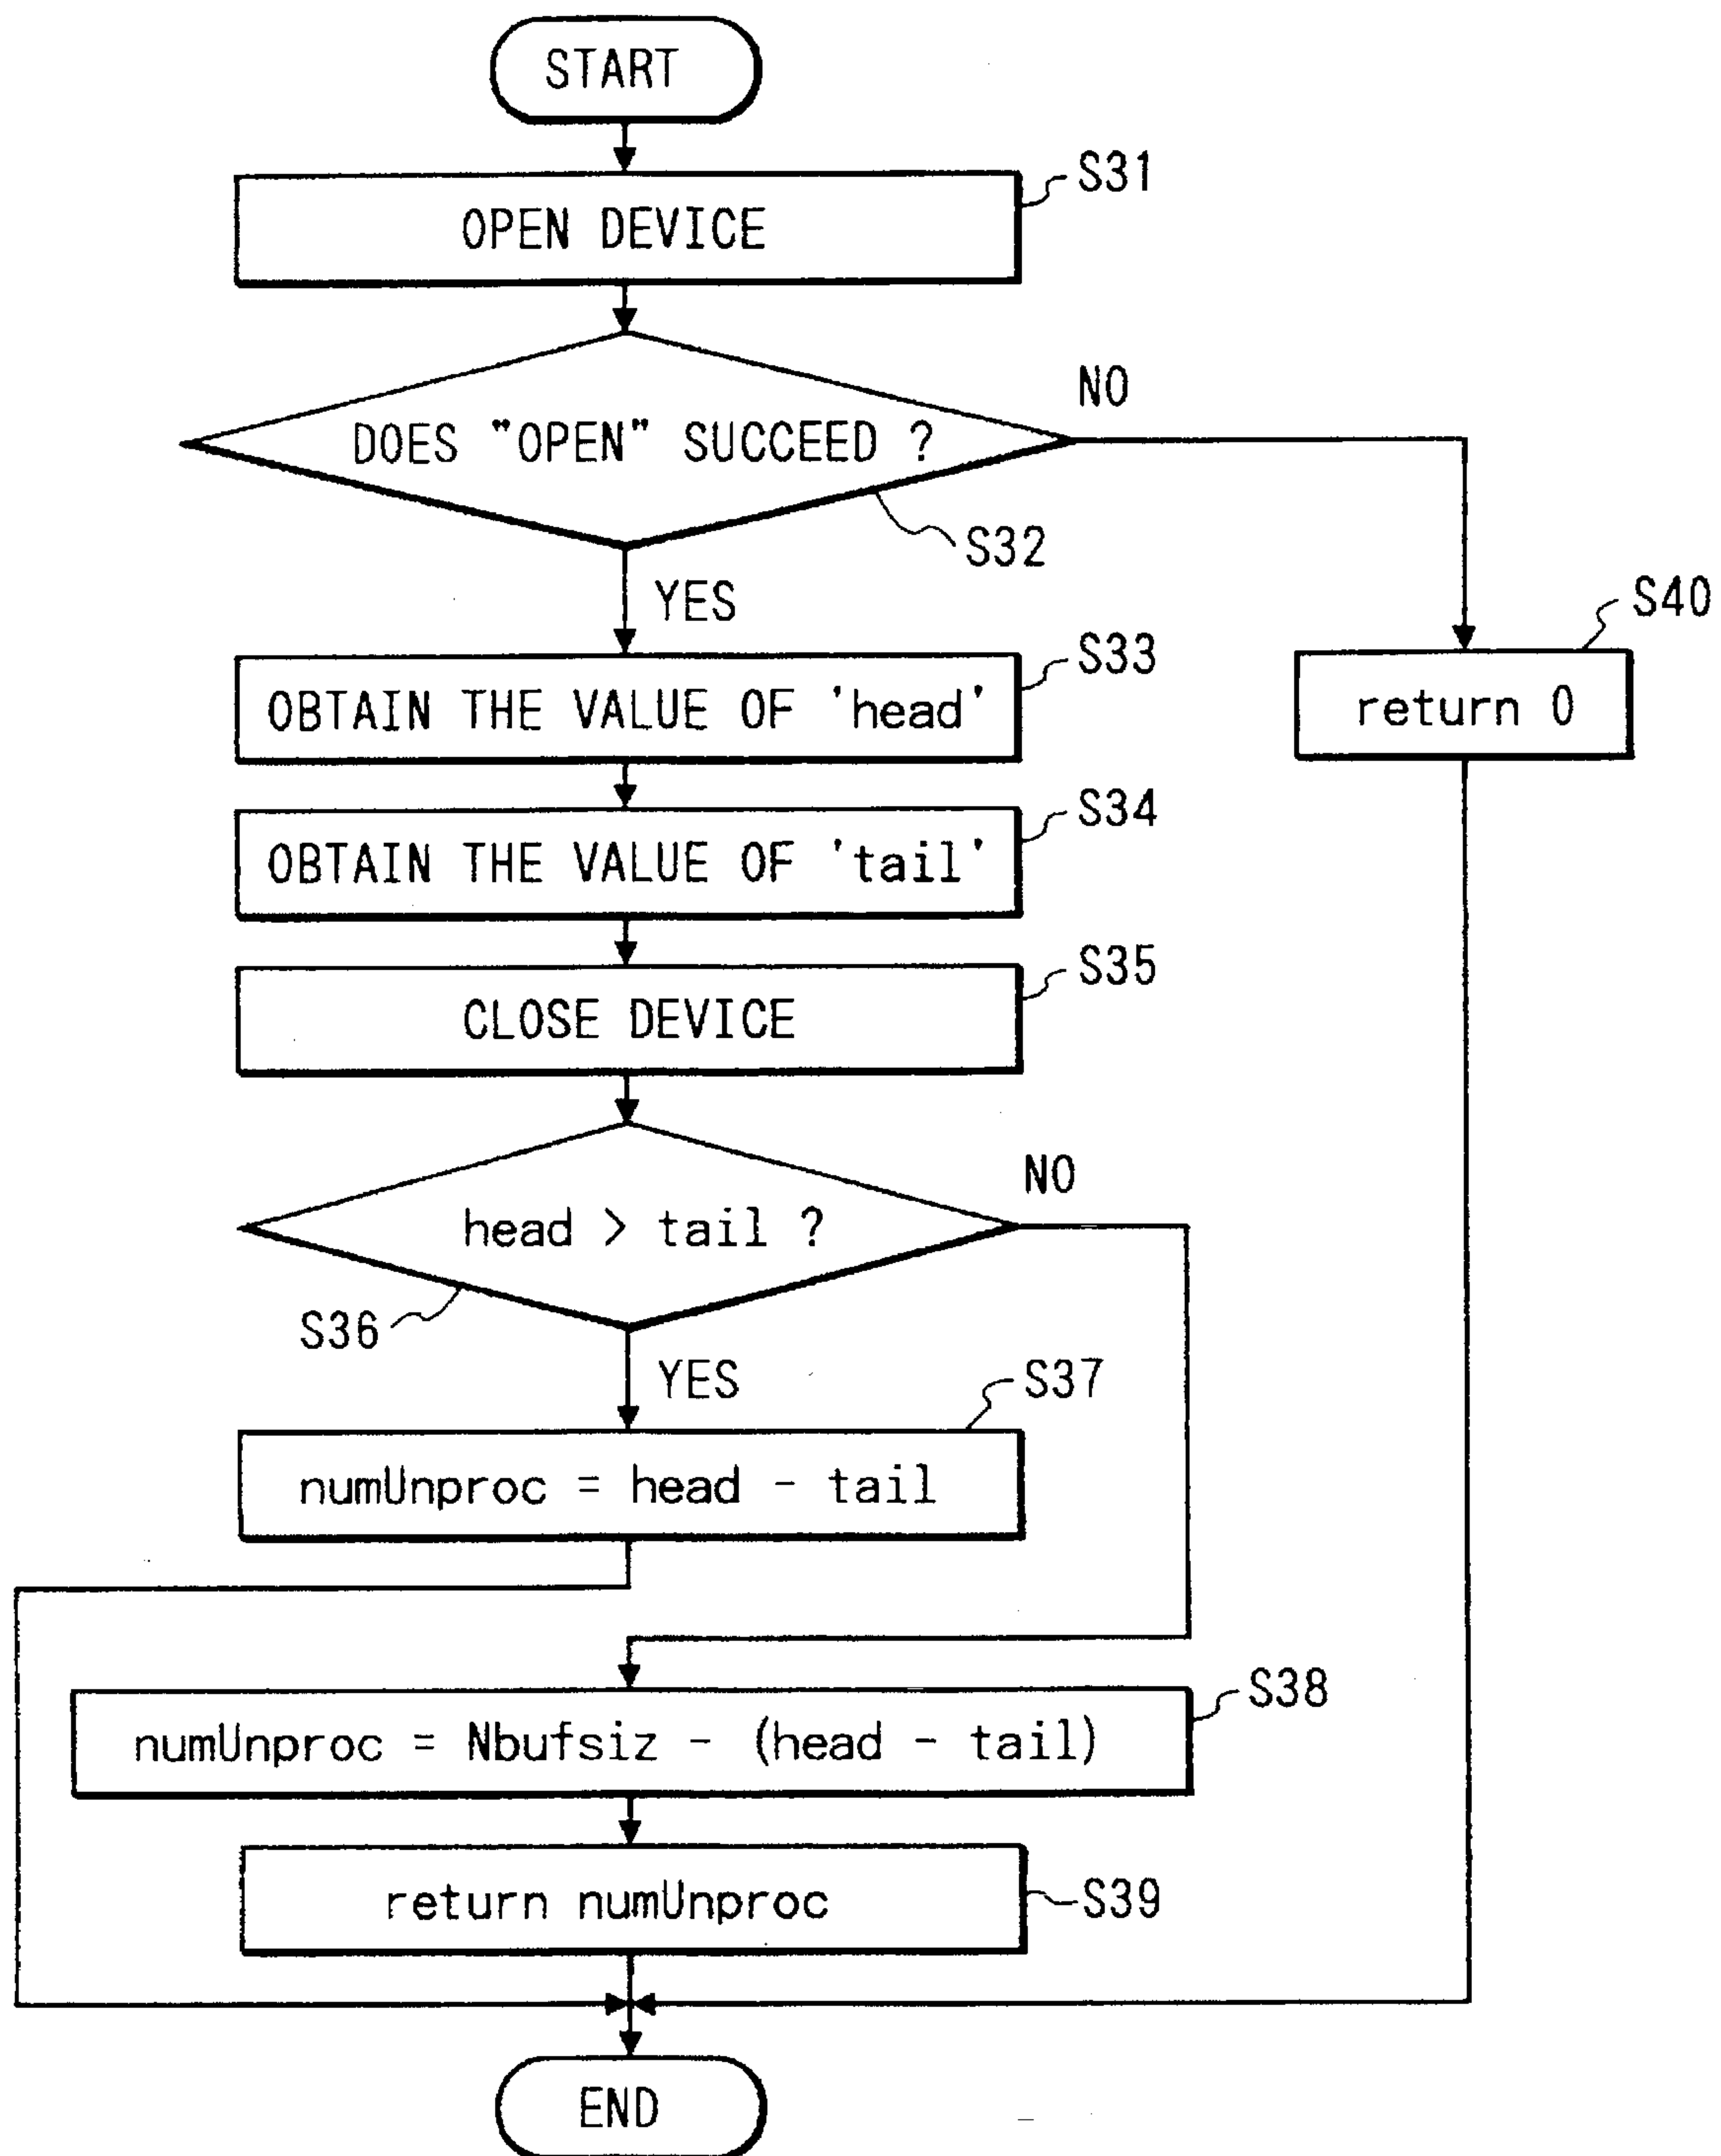 START
S31
OPEN DEVICE
NO
DOES "OPEN" SUCCEED ?
S32
YES
S40
S33
OBTAIN THE VALUE OF 'head'
return 0
S34
OBTAIN THE VALUE OF 'tail'
S35
CLOSE DEVICE
NO
head > tail ?
S36
YES
S37
numUnproc = head - tail
S38
numUnproc = Nbufsiz - (head - tail)
return numUnproc
S39
END